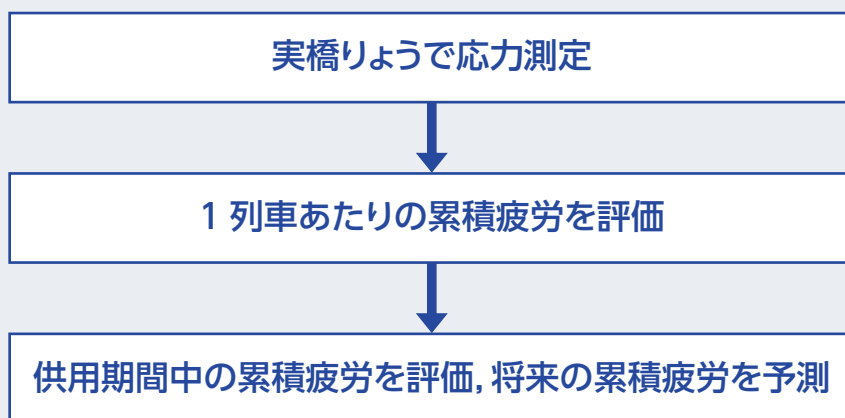 実橋りょうで応力測定
1 列車あたりの累積疲労を評価
供用期間中の累積疲労を評価,将来の累積疲労を予測